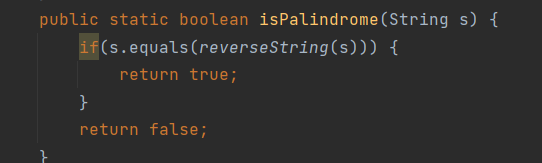 public static boolean isPalindrome(String s) {
if(s.equals(reverseString(s))) {
return true;
}
return false;
}